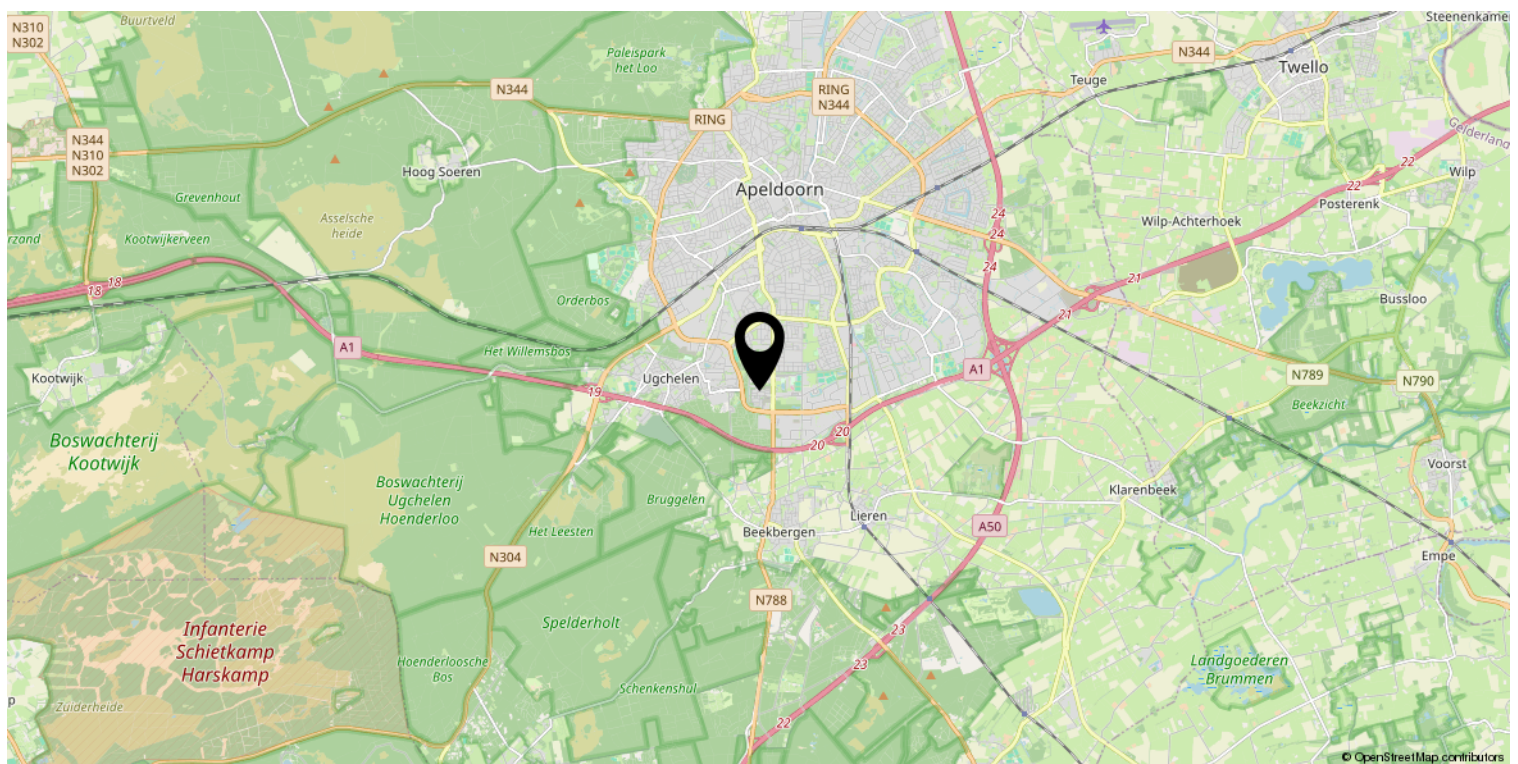 N310
N302
Buurtveld
Paleispark
het Loo
Steenenkame
N344
Teuge
Twello
N344
RING
N344
RING
N344
N310
N302
Gelderland
22
Hoog Soeren
Apeldoorn
22
Wilp
Grevenhout
Posterenk
Asselsche
heide
24
Wilp-Achterhoek
rzand
Kootwijkerveen
24
24
18
18
21
Orderbos
Bussloo
21
A1
Het Willemsbos
A1
Kootwijk
Ugchelen
N789
N790
19
Beekzicht
Boswachterij
Kootwijk
20
20
Voorst
Boswachterij
Ugchelen
Hoenderloo
Bruggelen
Klarenbeek
Lieren
Het Leesten
Beekbergen
A50
N304
Empe
N788
Infanterie
Schietkamp
Harskamp
Spelderholt
23
23
Hoenderloosche
Bos
Landgoederen
Brummen
Schenkenshul
p
Zuiderheide
22
© OpenStreetMap contributors